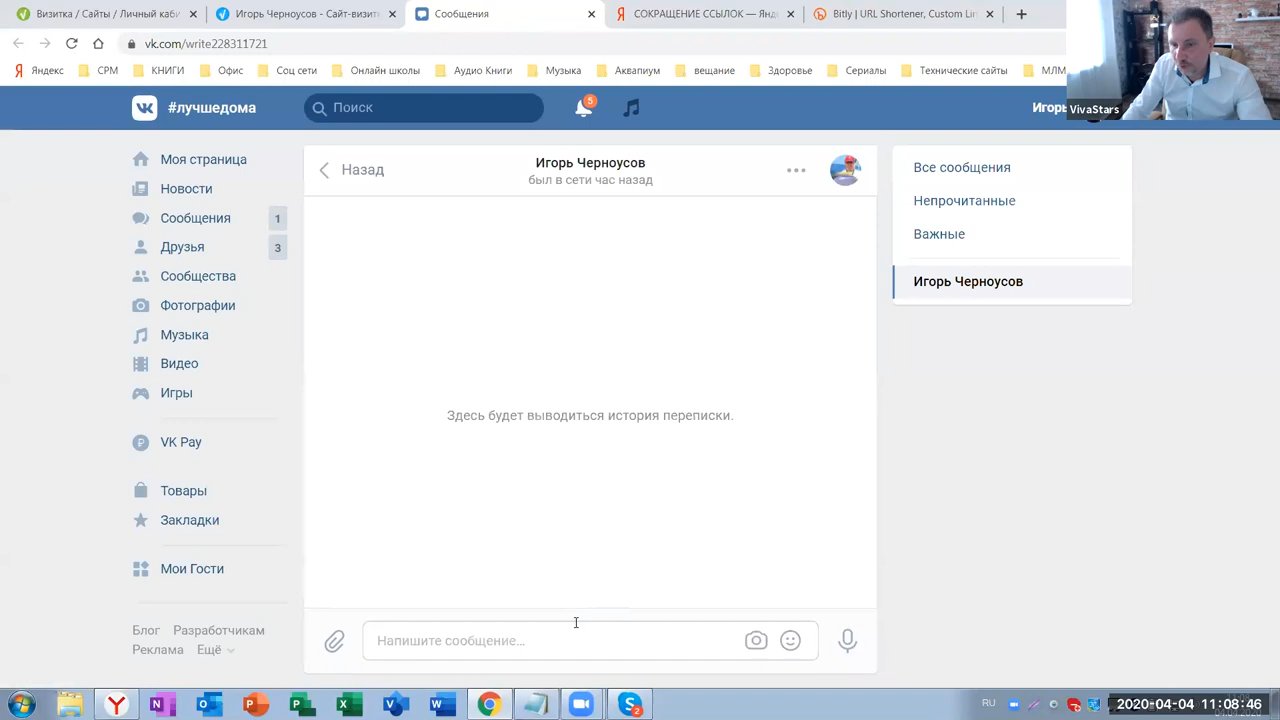 Визитка / Сайты / Личный каби
Игорь Черноусов - Сайт-визитк
Сообщения
СОКРАЩЕНИЕ ССЫЛОК — Янд
Bitly | URL Shortener, Custom Lin
vk.com/write228311721
Яндекс
СРМ
КНИГИ
Офис
Соц сети
Онлайн школы
Аудио Книги
Музыка
Аквапиум
вещание
Здоровье
Сериалы
Технические сайты
МЛМ
VivaStars
#лучшедома
Поиск
5
Игорь
Моя страница
Новости
Сообщения 1
Друзья 3
Сообщества
Фотографии
Музыка
Видео
Игры
VK Pay
Товары
Закладки
Мои Гости
Блог Разработчикам
Реклама Ещё
Назад
Игорь Черноусов
был в сети час назад
Здесь будет выводиться история переписки.
Напишите сообщение...
Все сообщения
Непрочитанные
Важные
Игорь Черноусов
2
RU
2020-04-04 11:08:46